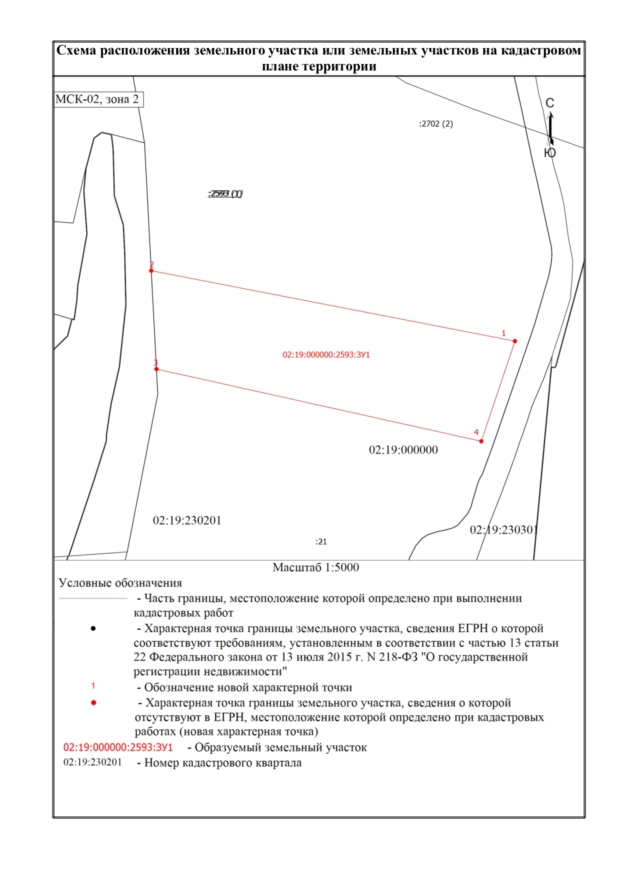 Схема расположения земельного участка или земельных участков на кадастровом
плане территории
МСК-02, зона 2
С
:2702 (2)
Ю
:2593 (1)
2
1
02:19:000000:2593:ЗУ1
3
4
02:19:000000
02:19:230201
02:19:230301
:21
Масштаб 1:5000
Условные обозначения
- Часть границы, местоположение которой определено при выполнении
кадастровых работ
- Характерная точка границы земельного участка, сведения ЕГРН о которой
соответствуют требованиям, установленным в соответствии с частью 13 статьи
22 Федерального закона от 13 июля 2015 г. N 218-ФЗ "О государственной
регистрации недвижимости"
1 - Обозначение новой характерной точки
- Характерная точка границы земельного участка, сведения о которой
отсутствуют в ЕГРН, местоположение которой определено при кадастровых
работах (новая характерная точка)
02:19:000000:2593:ЗУ1 - Образуемый земельный участок
02:19:230201 - Номер кадастрового квартала